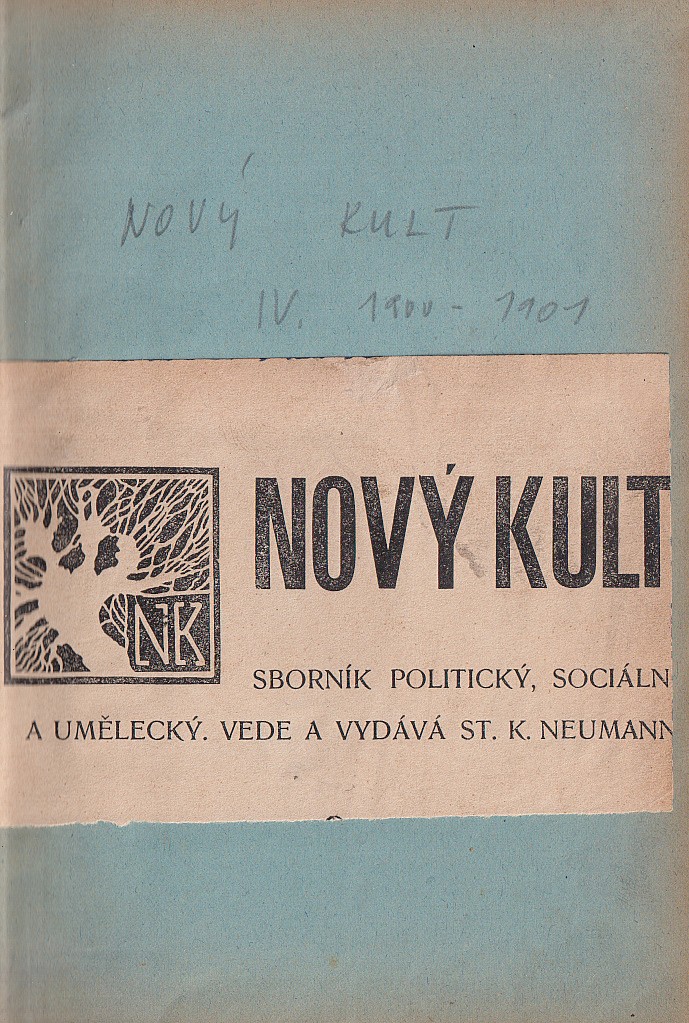 NOVÝ KULT
IV. 1900-1901
NOVÝ KULT
NK
SBORNÍK POLITICKÝ, SOCIÁLN
A UMĚLECKÝ. VEDE A VYDÁVÁ ST. K. NEUMANN